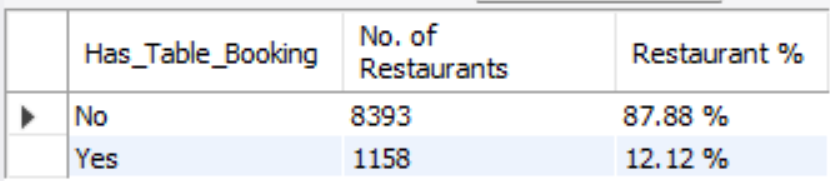 Has_Table_Booking No. of Restaurants Restaurant %
No 8393 87.88 %
Yes 1158 12.12 %